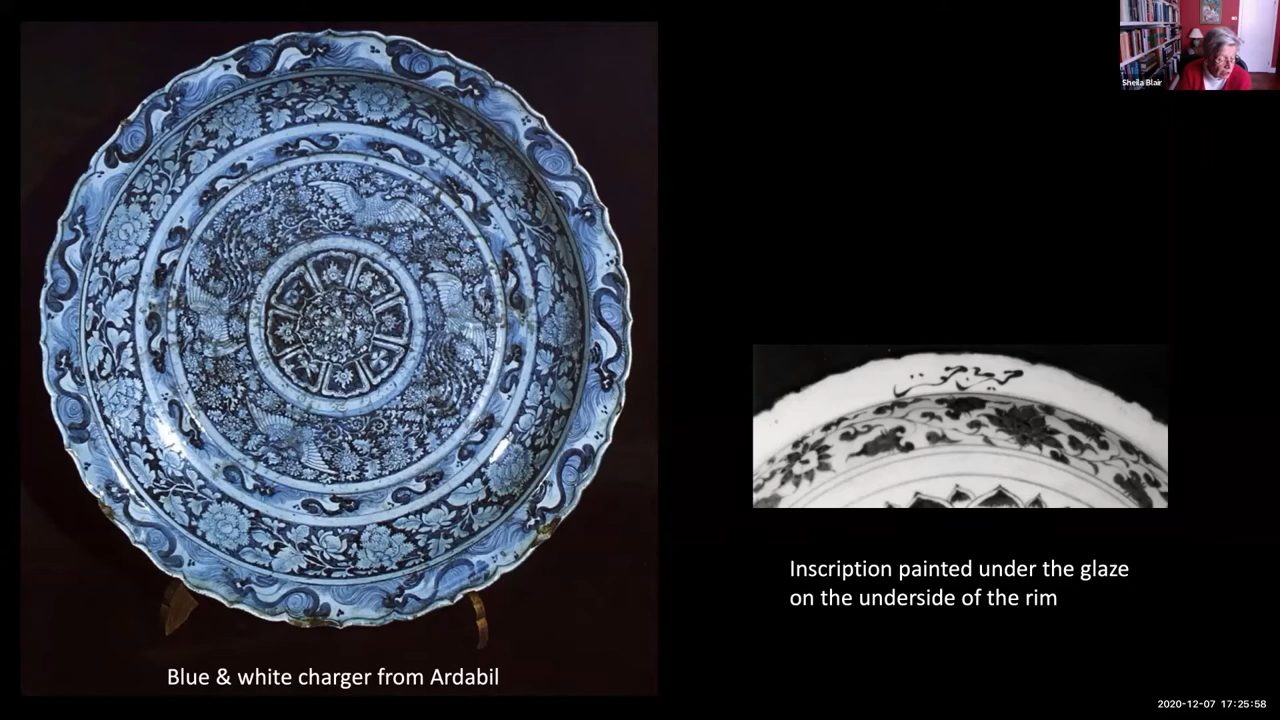 Sheila Blair
Inscription painted under the glaze
on the underside of the rim
Blue & white charger from Ardabil
2020-12-07 17:25:58